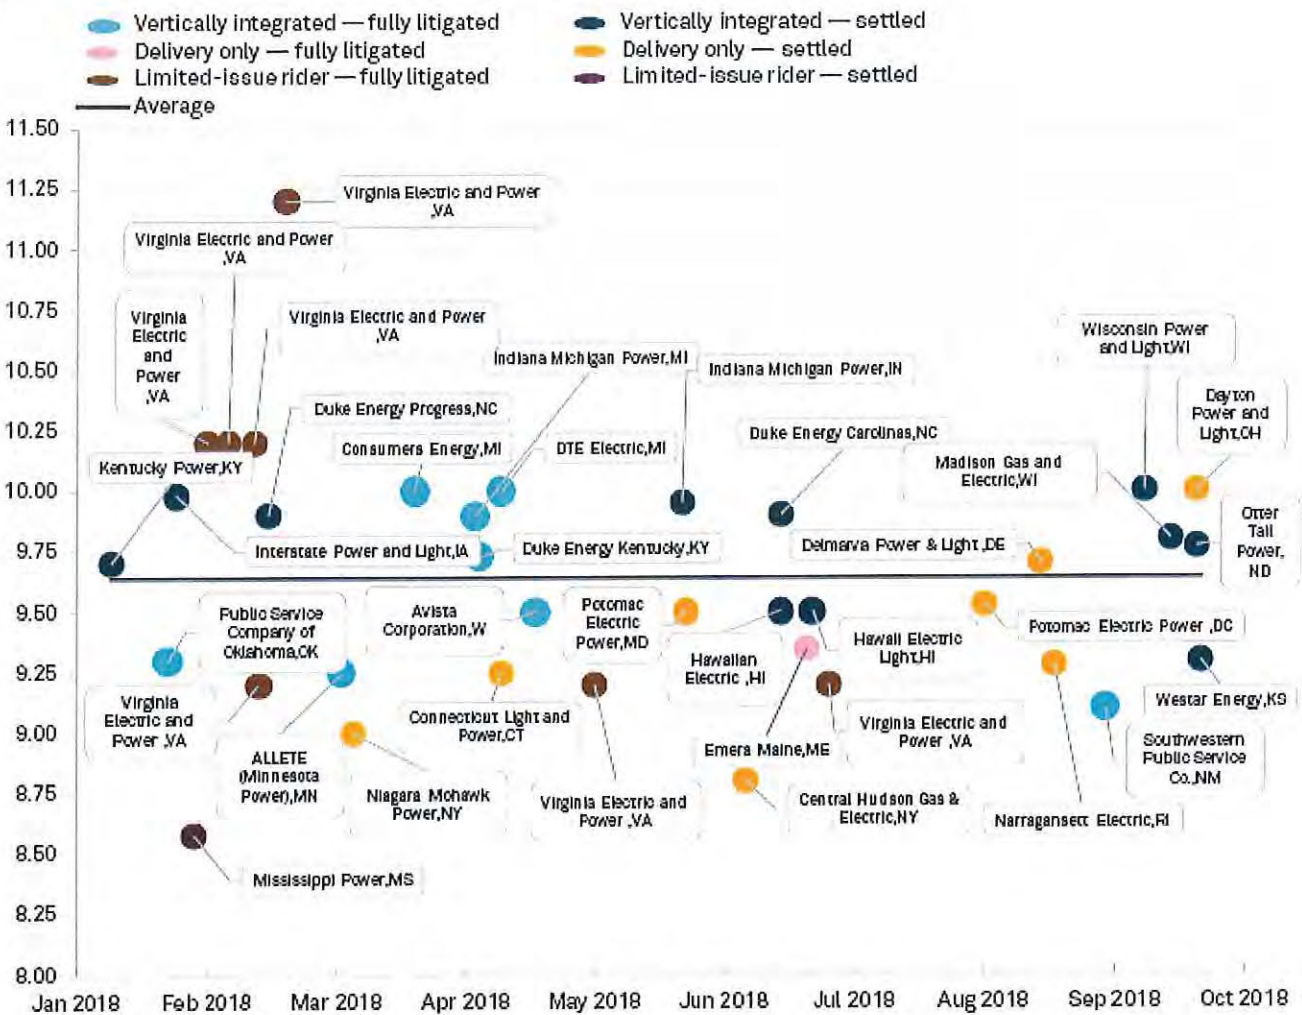 Vertically integrated — fully litigated
Vertically integrated — settled
Delivery only — fully litigated
Delivery only — settled
Limited-issue rider — fully litigated
Limited-issue rider — settled
Average
11.50
11.25
11.00
10.75
10.50
10.25
10.00
9.75
9.50
9.25
9.00
8.75
8.50
8.25
8.00
Virginia Electric and Power
,VA
Virginia Electric and Power
,VA
Virginia
Electric
and
Power
,VA
Virginia Electric and Power
,VA
Indiana Michigan Power,MI
Indiana Michigan Power,IN
Wisconsin Power
and Light,WI
Dayton
Power and
Light,OH
Duke Energy Progress,NC
Consumers Energy,MI
DTE Electric,MI
Duke Energy Carolinas,NC
Madison Gas and
Electric,WI
Kentucky Power,KY
Interstate Power and Light,IA
Duke Energy Kentucky,KY
Delmarva Power & Light ,DE
Otter
Tail
Power,
ND
Public Service
Company of
Oklahoma,OK
Avista
Corporation,W
Potomac
Electric
Power,MD
Hawaiian
Electric ,HI
Hawaii Electric
Light,HI
Potomac Electric Power ,DC
Virginia
Electric and
Power ,VA
ALLETE
(Minnesota
Power),MN
Connecticut Light and
Power,CT
Emera Maine,ME
Virginia Electric and
Power ,VA
Westar Energy,KS
Southwestern
Public Service
Co,NM
Niagara Mohawk
Power,NY
Virginia Electric and
Power ,VA
Central Hudson Gas &
Electric,NY
Narragansett Electric,RI
Mississippi Power,MS
Jan 2018
Feb 2018
Mar 2018
Apr 2018
May 2018
Jun 2018
Jul 2018
Aug 2018
Sep 2018
Oct 2018